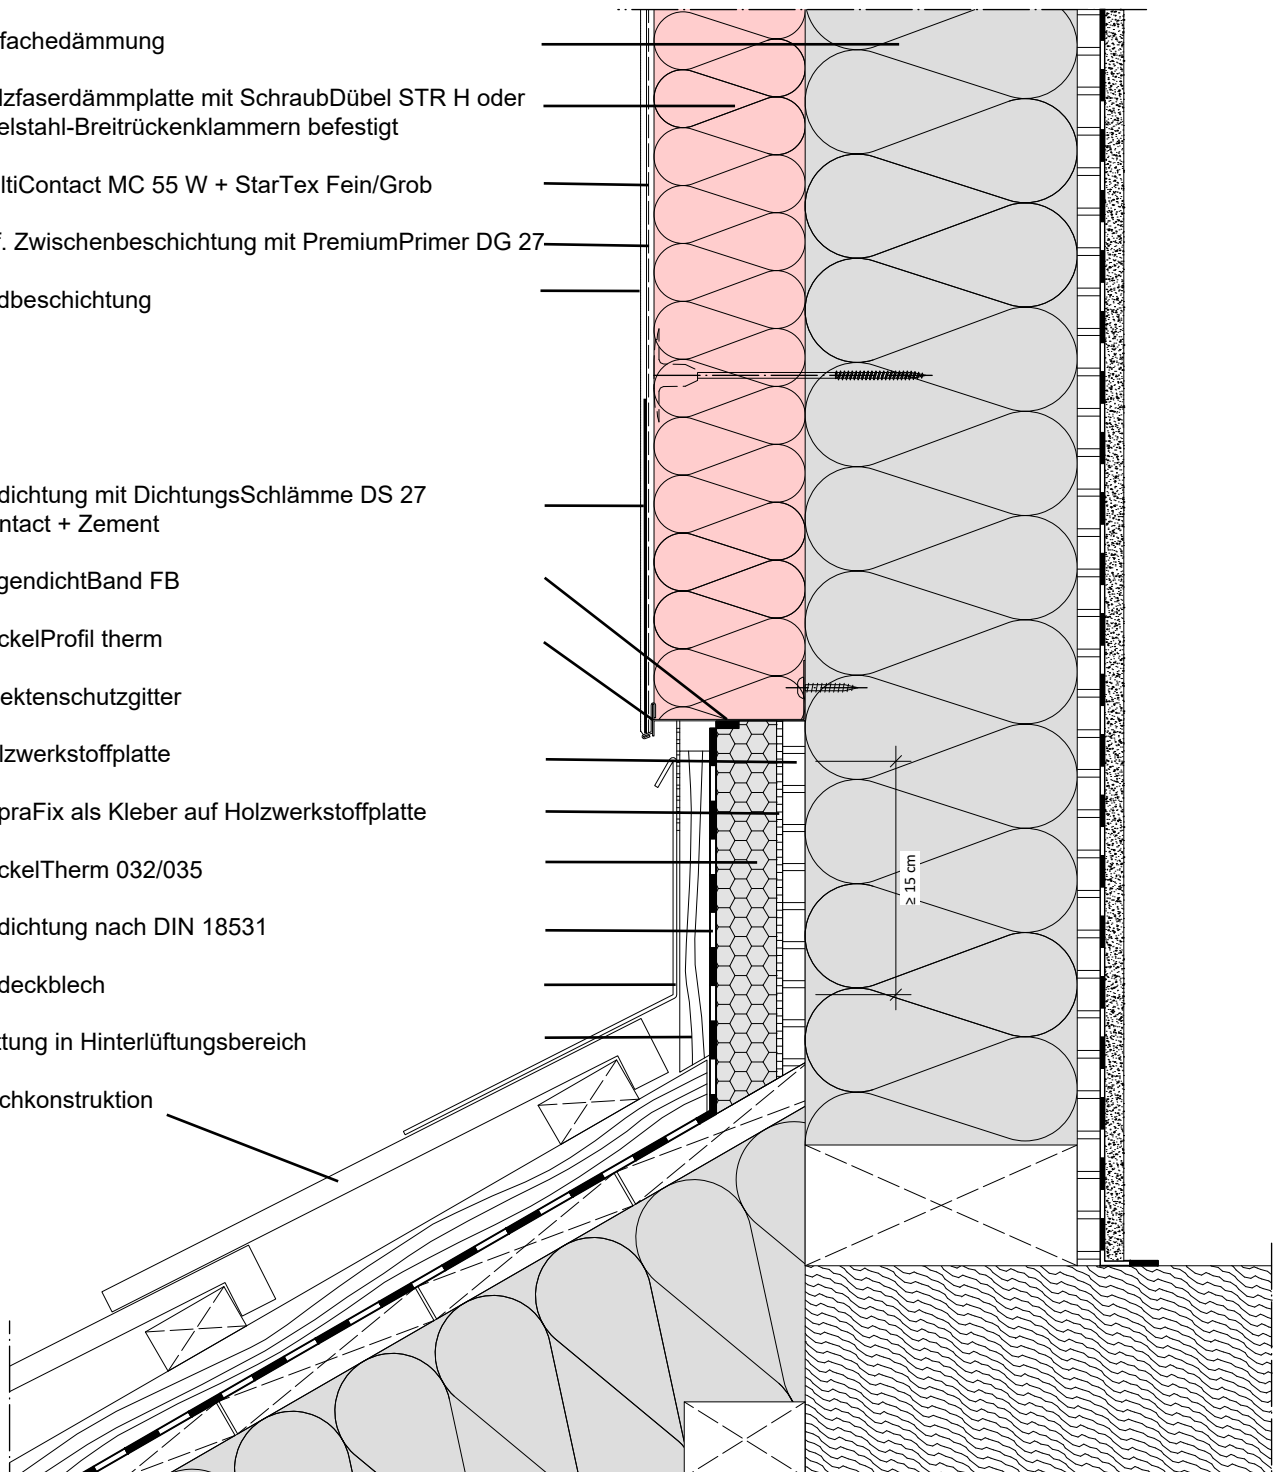 fachedämmung
lzfaserdämmplatte mit SchraubDübel STR H oder
elstahl-Breitrückenklammern befestigt
ltiContact MC 55 W + StarTex Fein/Grob
. Zwischenbeschichtung mit PremiumPrimer DG 27
dbeschichtung
dichtung mit DichtungsSchlämme DS 27
ntact + Zement
gendichtBand FB
ckelProfil therm
ektenschutzgitter
lzwerkstoffplatte
praFix als Kleber auf Holzwerkstoffplatte
ckelTherm 032/035
dichtung nach DIN 18531
deckblech
ttung in Hinterlüftungsbereich
chkonstruktion
≥ 15 cm